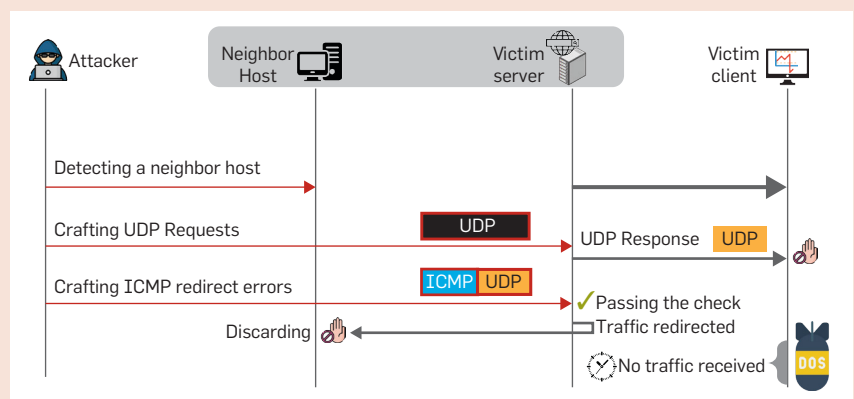 Attacker
Neighbor
Host
Victim
server
Victim
client
Detecting a neighbor host
Crafting UDP Requests
UDP
UDP Response
UDP
Crafting ICMP redirect errors
ICMP UDP
Passing the check
Discarding
Traffic redirected
No traffic received
DOS